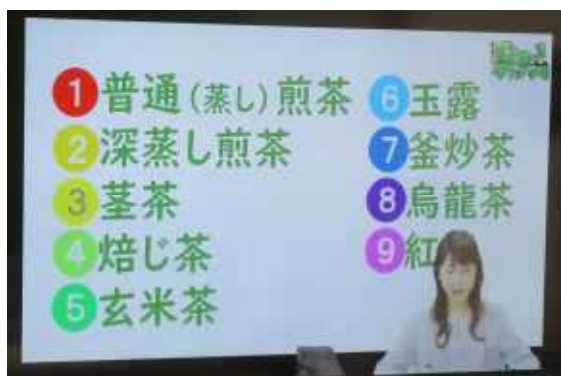 1 普通(蒸し)煎茶
2 深蒸し煎茶
3 茎茶
4 焙じ茶
5 玄米茶
6 玉露
7 釜炒茶
8 烏龍茶
9 紅